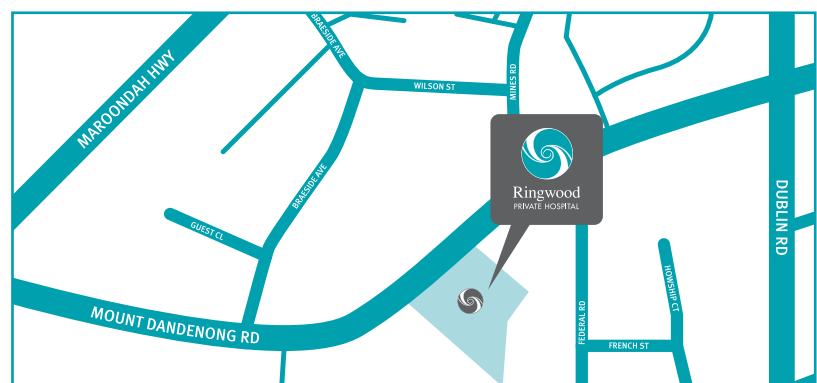 BRAESIDE AVE
MAROONDAH HWY
WILSON ST
MINES RD
Ringwood
PRIVATE HOSPITAL
BRAESIDE AVE
GUEST CL
DUBLIN RD
HOWSHIP CT
MOUNT DANDENONG RD
FEDERAL RD
FRENCH ST